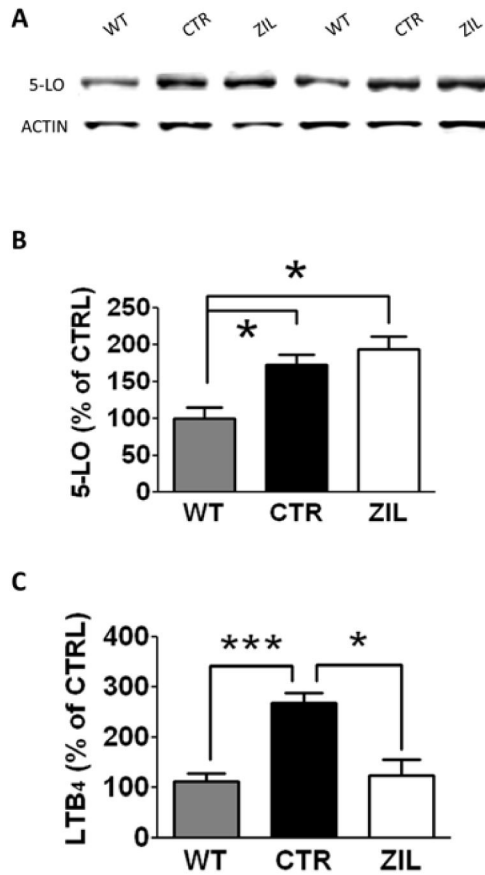 A
WT CTR ZIL WT CTR ZIL
5-LO
ACTIN
B
*
*
5-LO (% of CTRL)
250
200
150
100
50
0
WT CTR ZIL
C
*** *
LTB₄ (% of CTRL)
400
300
200
100
0
WT CTR ZIL